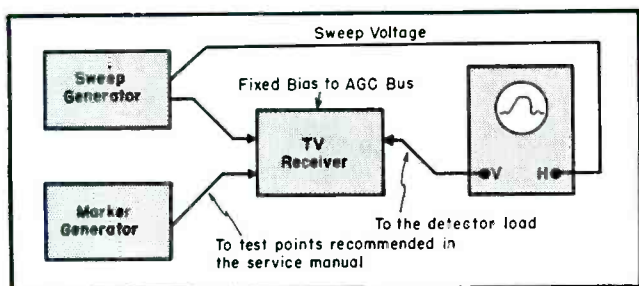 Sweep Voltage
Sweep
Generator
Fixed Bias to AGC Bus
TV
Receiver
V H
Marker
Generator
To the detector load
To test points recommended in
the service manual